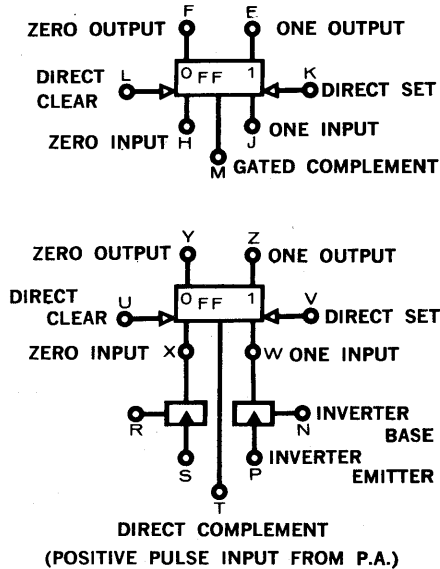 F E
ZERO OUTPUT ONE OUTPUT
0 FF 1
DIRECT CLEAR L K DIRECT SET
ZERO INPUT H J ONE INPUT
M GATED COMPLEMENT
Y Z
ZERO OUTPUT ONE OUTPUT
0 FF 1
DIRECT CLEAR U V DIRECT SET
ZERO INPUT X W ONE INPUT
R N INVERTER BASE
S P INVERTER EMITTER
T
DIRECT COMPLEMENT
(POSITIVE PULSE INPUT FROM P.A.)